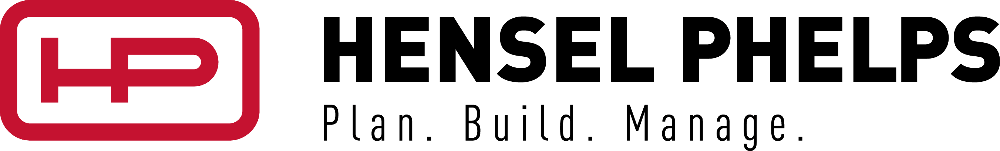 HP
HENSEL PHELPS
Plan. Build. Manage.